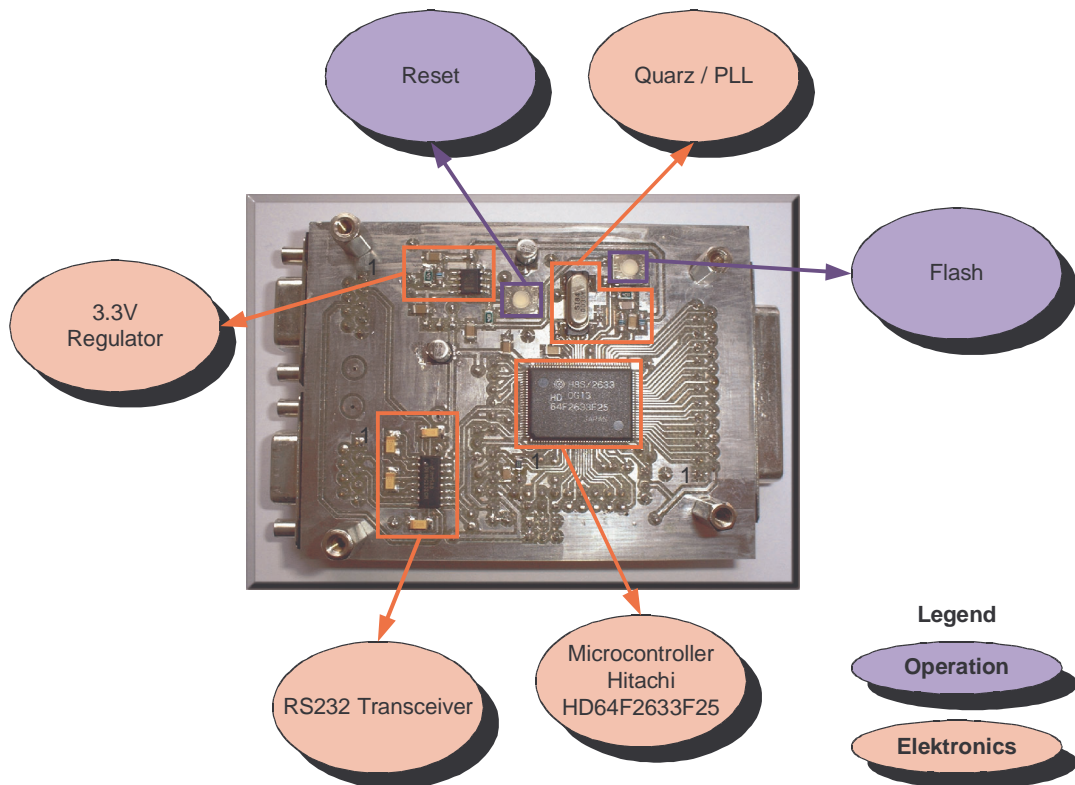 Reset
Quarz / PLL
Flash
3.3V
Regulator
1
H8S/2633
HD 0013
64F2633F25
JAPAN
1
1
1
RS232 Transceiver
Microcontroller
Hitachi
HD64F2633F25
Legend
Operation
Elektronics